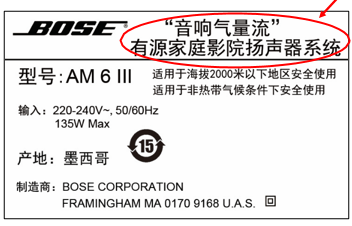 BOSE
“音响气量流”
有源家庭影院扬声器系统
型号: AM 6 III
适用于海拔2000米以下地区安全使用
适用于非热带气候条件下安全使用
输入: 220-240V~, 50/60Hz
135W Max
15
产地: 墨西哥
制造商: BOSE CORPORATION
FRAMINGHAM MA 0170 9168 U.A.S.